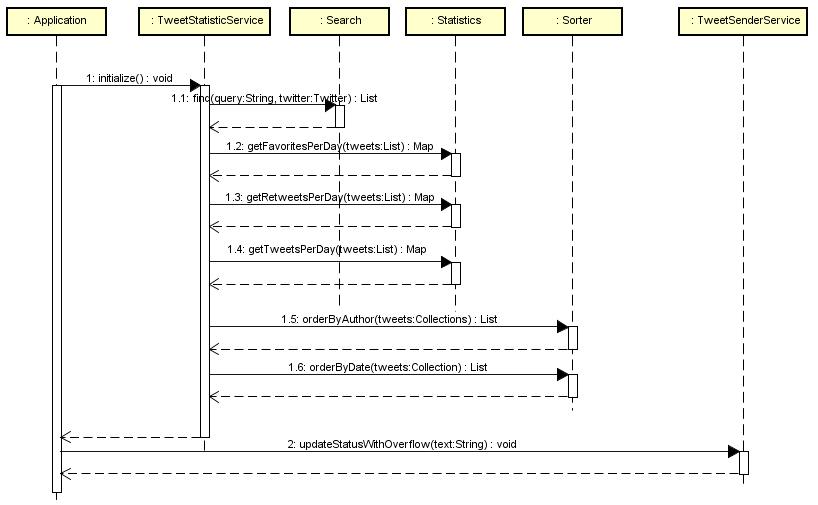 : Application
: TweetStatisticService
: Search
: Statistics
: Sorter
: TweetSenderService
1: initialize() : void
1.1: find(query:String, twitter:Twitter) : List
1.2: getFavoritesPerDay(tweets:List) : Map
1.3: getRetweetsPerDay(tweets:List) : Map
1.4: getTweetsPerDay(tweets:List) : Map
1.5: orderByAuthor(tweets:Collections) : List
1.6: orderByDate(tweets:Collection) : List
2: updateStatusWithOverflow(text:String) : void